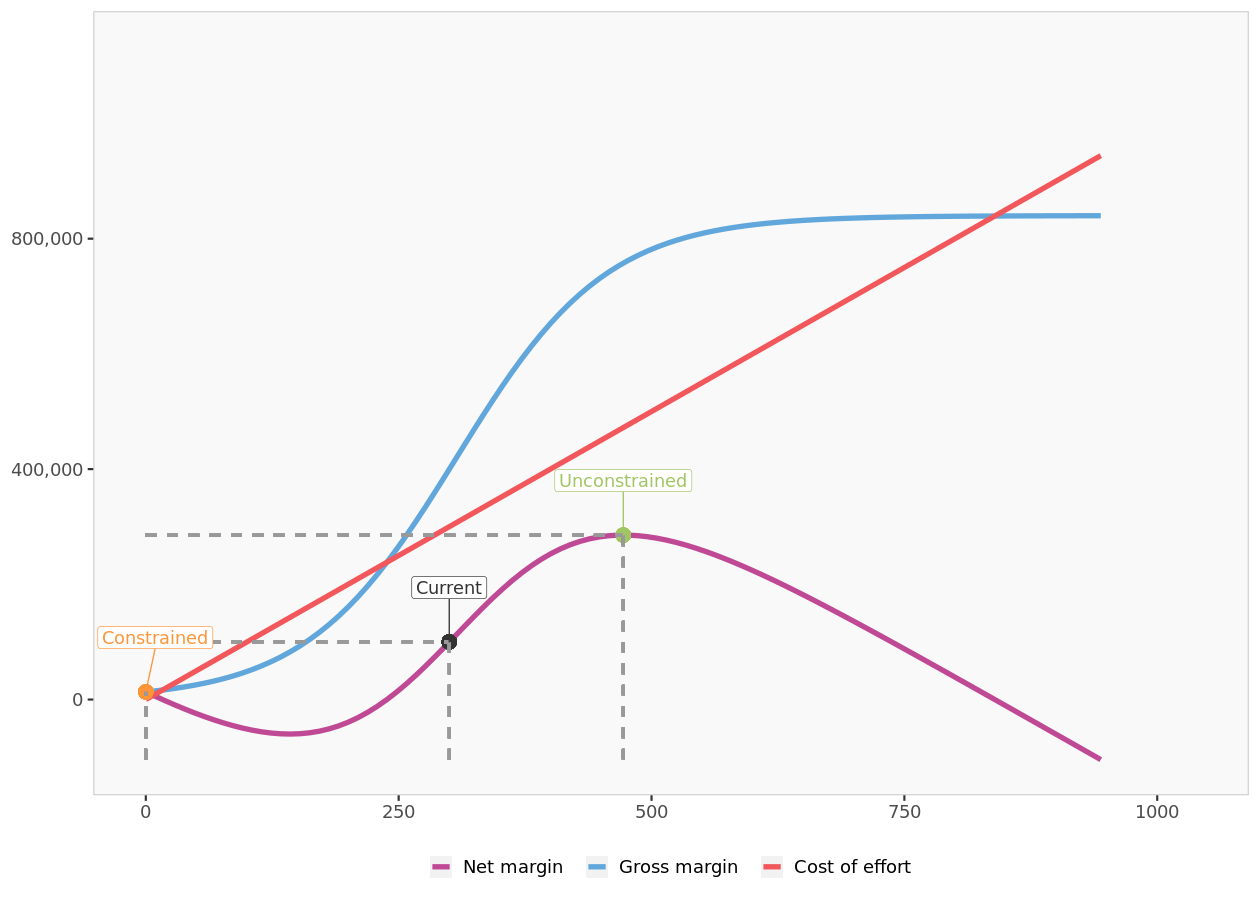 800,000
400,000
Unconstrained
Current
Constrained
0
0 250 500 750 1000
Net margin Gross margin Cost of effort